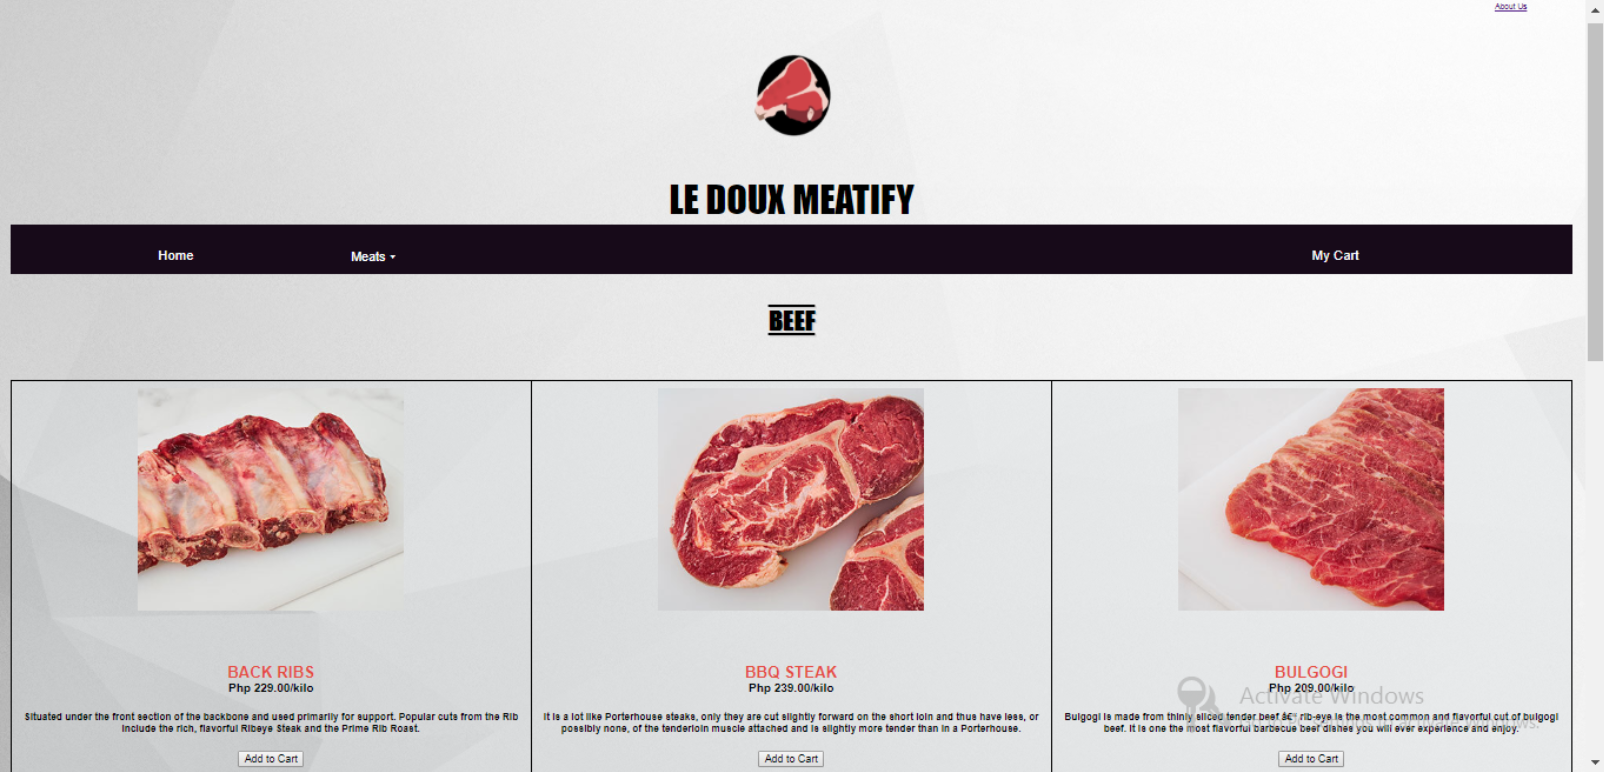 About Us
LE DOUX MEATIFY
Home Meats My Cart
BEEF
BACK RIBS
Php 229.00/kilo
Situated under the front section of the backbone and used primarily for support. Popular cuts from the Rib
include the rich, flavorful Ribeye Steak and the Prime Rib Roast.
Add to Cart
BBQ STEAK
Php 239.00/kilo
It is a lot like Porterhouse steaks, only they are cut slightly forward on the short loin and thus have less, or
possibly none, of the tenderloin muscle attached and is slightly more tender than in a Porterhouse.
Add to Cart
BULGOGI
Php 209.00/kilo
Bulgogi is made from thinly sliced tender beef â€“ rib-eye is the most common and flavorful cut of bulgogi
beef. It is one the most flavorful barbecue beef dishes you will ever experience and enjoy.
Add to Cart
Activate Windows